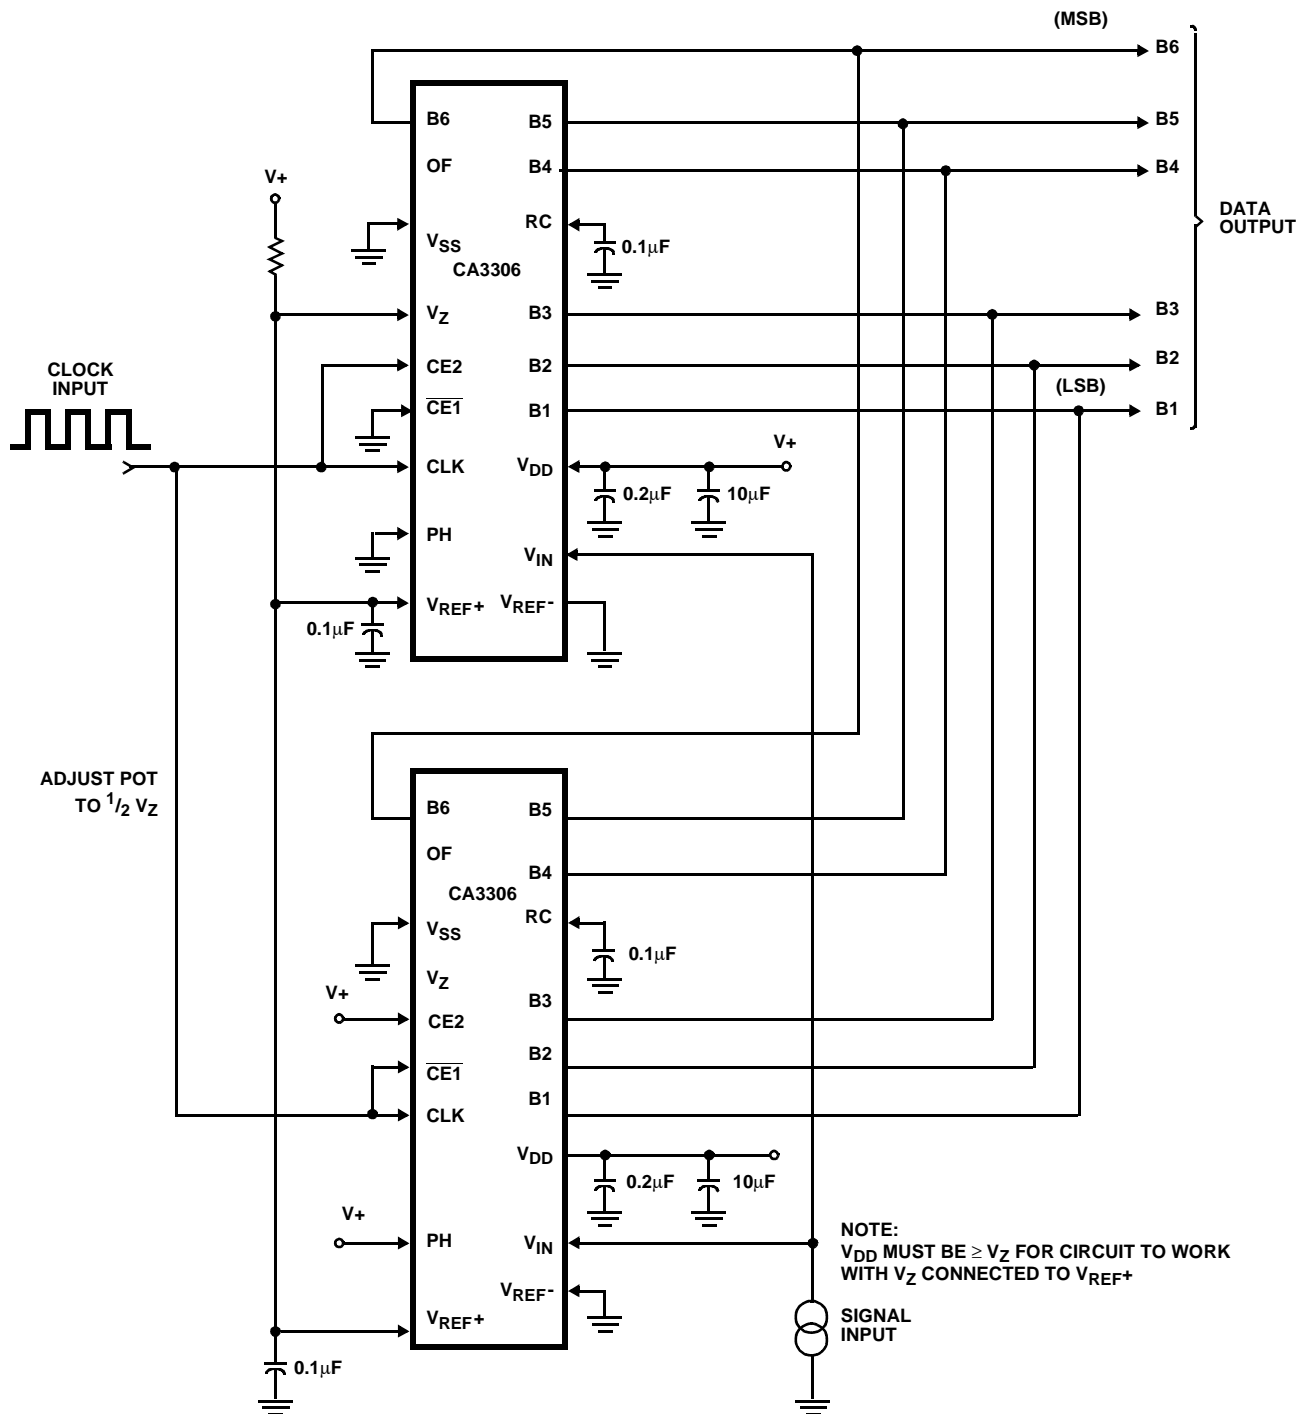 (MSB)
B6
B5
B4
DATA
OUTPUT
B3
B2
(LSB)
B1
B6
B5
OF
B4
V+
RC
VSS
0.1µF
CA3306
VZ
B3
CLOCK
INPUT
CE2
B2
CE1
B1
V+
CLK
VDD
0.2µF
10µF
PH
VIN
VREF+
VREF-
0.1µF
ADJUST POT
TO 1/2 VZ
B6
B5
OF
B4
CA3306
RC
VSS
0.1µF
VZ
V+
B3
CE2
B2
CE1
B1
CLK
VDD
0.2µF
10µF
V+
PH
VIN
NOTE:
VDD MUST BE ≥ VZ FOR CIRCUIT TO WORK
WITH VZ CONNECTED TO VREF+
VREF-
VREF+
SIGNAL
INPUT
0.1µF